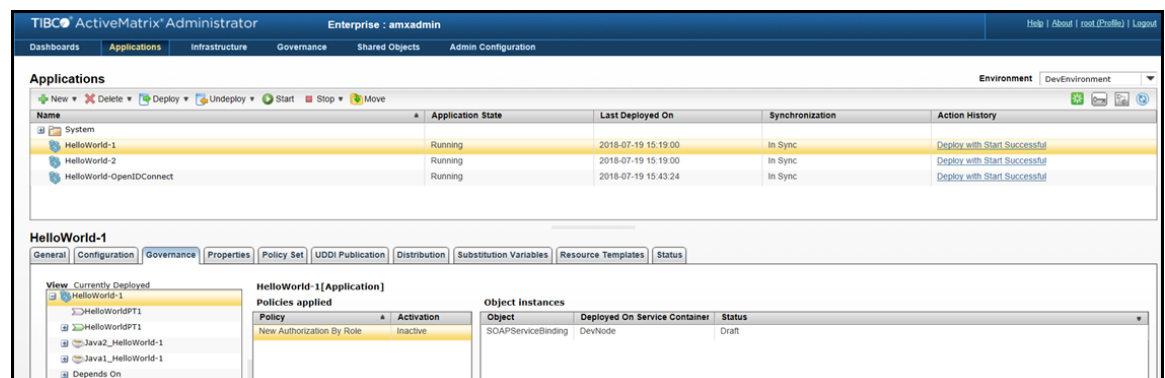 TIBCO® ActiveMatrix® Administrator Enterprise : amxadmin Help | About | root (Profile) | Logout
Dashboards Applications Infrastructure Governance Shared Objects Admin Configuration
Applications Environment DevEnvironment
New Delete Deploy Undeploy Start Stop Move
Name Application State Last Deployed On Synchronization Action History
System
HelloWorld-1 Running 2018-07-19 15:19:00 In Sync Deploy with Start Successful
HelloWorld-2 Running 2018-07-19 15:19:00 In Sync Deploy with Start Successful
HelloWorld-OpenIDConnect Running 2018-07-19 15:43:24 In Sync Deploy with Start Successful
HelloWorld-1
General Configuration Governance Properties Policy Set UDDI Publication Distribution Substitution Variables Resource Templates Status
View Currently Deployed HelloWorld-1[Application]
HelloWorld-1 Policies applied Object instances
HelloWorldPT1 Policy Activation Object Deployed On Service Container Status
HelloWorldPT1 New Authorization By Role Inactive SOAPServiceBinding DevNode Draft
Java2_HelloWorld-1
Java1_HelloWorld-1
Depends On